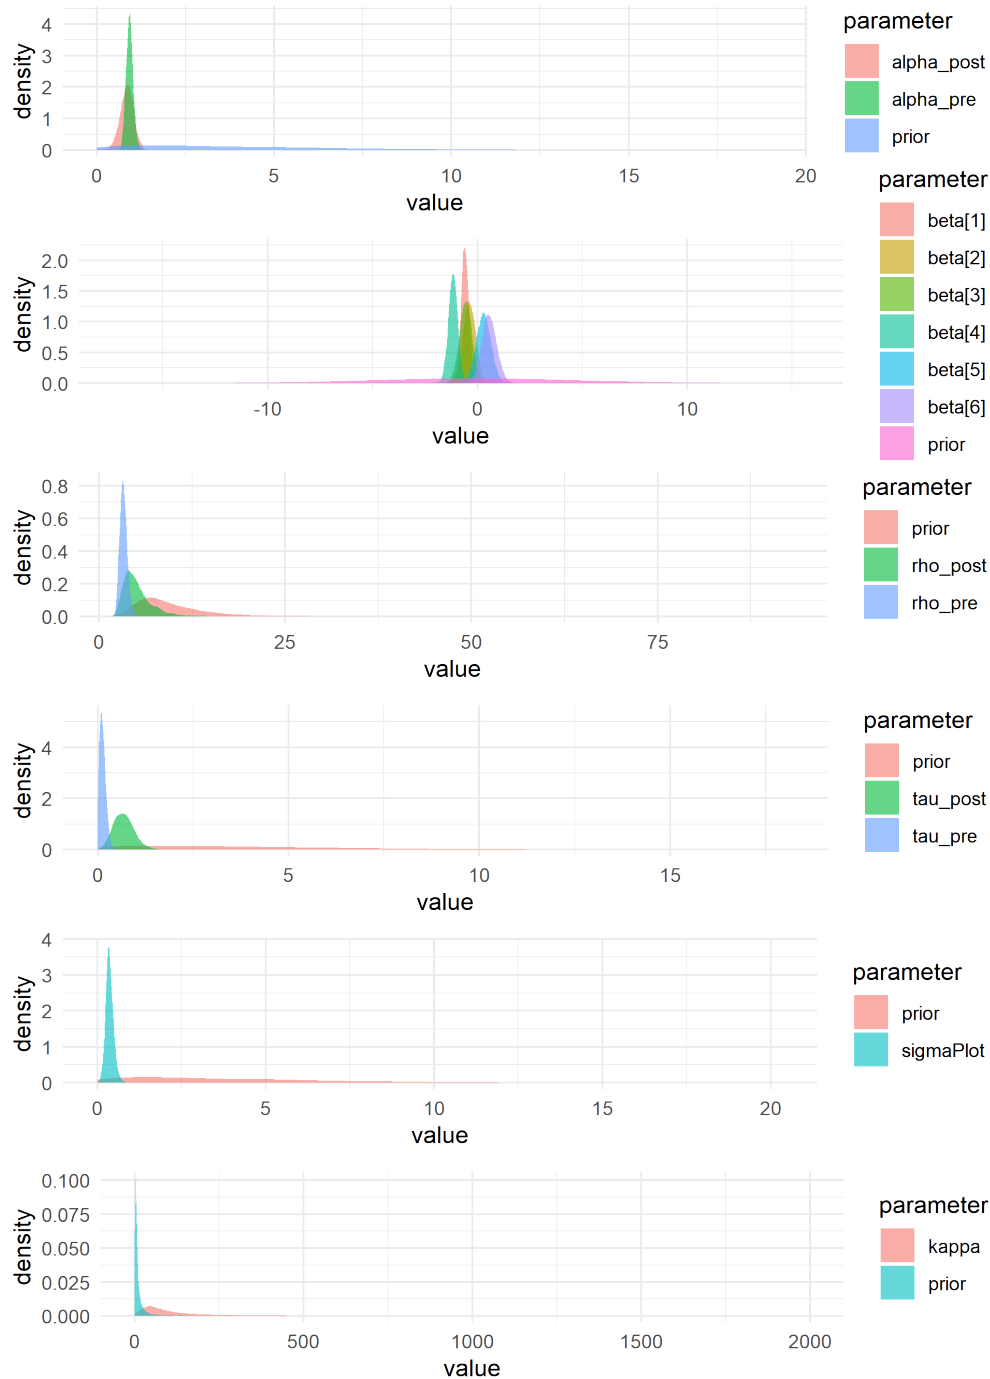 density
4
3
2
1
0
0 5 10 15 20
value
parameter
alpha_post
alpha_pre
prior
density
2.0
1.5
1.0
0.5
0.0
-10 0 10
value
parameter
beta[1]
beta[2]
beta[3]
beta[4]
beta[5]
beta[6]
prior
density
0.8
0.6
0.4
0.2
0.0
0 25 50 75
value
parameter
prior
rho_post
rho_pre
density
4
2
0
0 5 10 15
value
parameter
prior
tau_post
tau_pre
density
4
3
2
1
0
0 5 10 15 20
value
parameter
prior
sigmaPlot
density
0.100
0.075
0.050
0.025
0.000
0 500 1000 1500 2000
value
parameter
kappa
prior